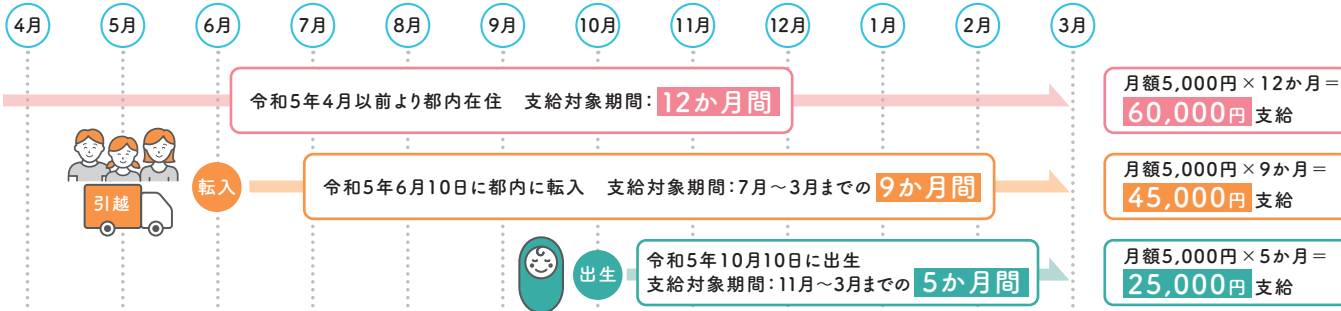 4月 5月 6月 7月 8月 9月 10月 11月 12月 1月 2月 3月
令和5年4月以前より都内在住 支給対象期間：12か月間
月額5,000円×12か月＝
60,000円 支給
引越
転入
令和5年6月10日に都内に転入 支給対象期間：7月～3月までの 9か月間
月額5,000円×9か月＝
45,000円 支給
出生
令和5年10月10日に出生
支給対象期間：11月～3月までの 5か月間
月額5,000円×5か月＝
25,000円 支給